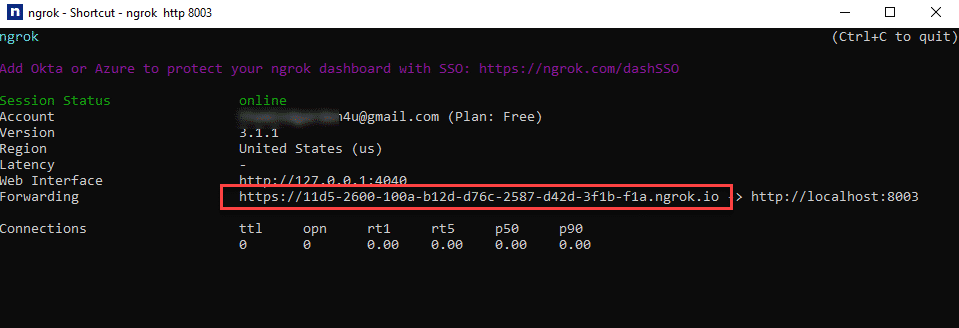 ngrok - Shortcut - ngrok http 8003
ngrok (Ctrl+C to quit)
Add Okta or Azure to protect your ngrok dashboard with SSO: https://ngrok.com/dashSSO
Session Status online
Account n4u@gmail.com (Plan: Free)
Version 3.1.1
Region United States (us)
Latency -
Web Interface http://127.0.0.1:4040
Forwarding https://11d5-2600-100a-b12d-d76c-2587-d42d-3f1b-f1a.ngrok.io -> http://localhost:8003
Connections ttl opn rt1 rt5 p50 p90
0 0 0.00 0.00 0.00 0.00